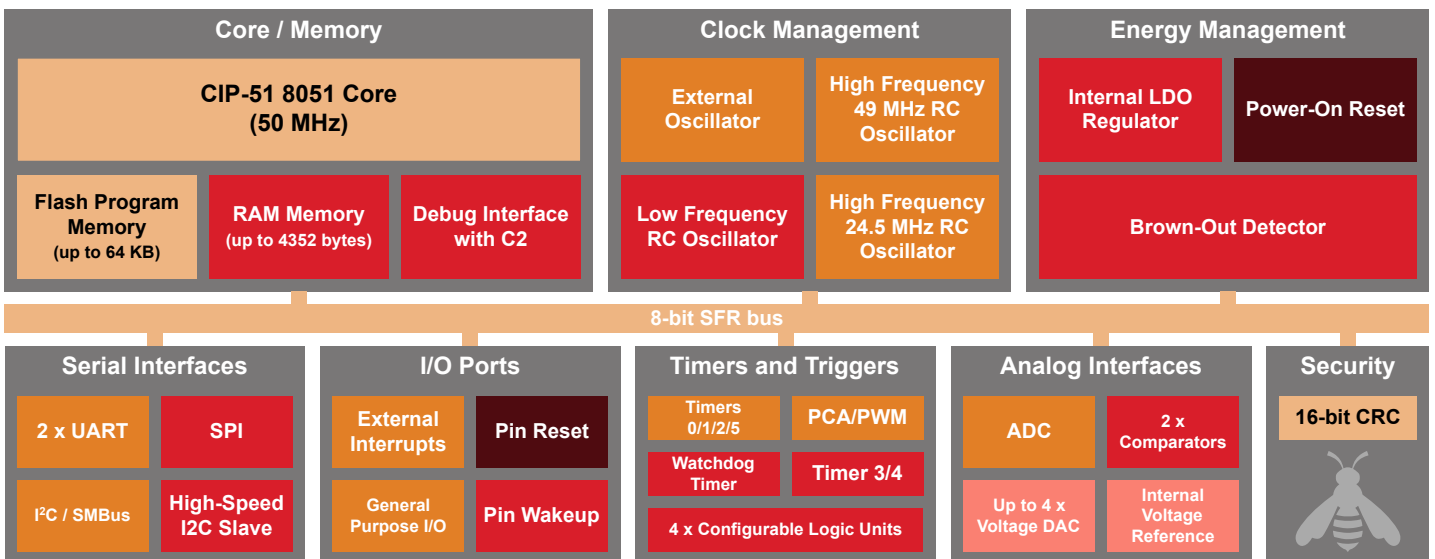 Core / Memory
CIP-51 8051 Core
(50 MHz)
Flash Program
Memory
(up to 64 KB)
RAM Memory
(up to 4352 bytes)
Debug Interface
with C2
Clock Management
External
Oscillator
High Frequency
49 MHz RC
Oscillator
Low Frequency
RC Oscillator
High Frequency
24.5 MHz RC
Oscillator
Energy Management
Internal LDO
Regulator
Power-On Reset
Brown-Out Detector
8-bit SFR bus
Serial Interfaces
2 x UART
SPI
I²C / SMBus
High-Speed
I2C Slave
I/O Ports
External
Interrupts
Pin Reset
General
Purpose I/O
Pin Wakeup
Timers and Triggers
Timers
0/1/2/5
PCA/PWM
Watchdog
Timer
Timer 3/4
4 x Configurable Logic Units
Analog Interfaces
ADC
2 x
Comparators
Up to 4 x
Voltage DAC
Internal
Voltage
Reference
Security
16-bit CRC